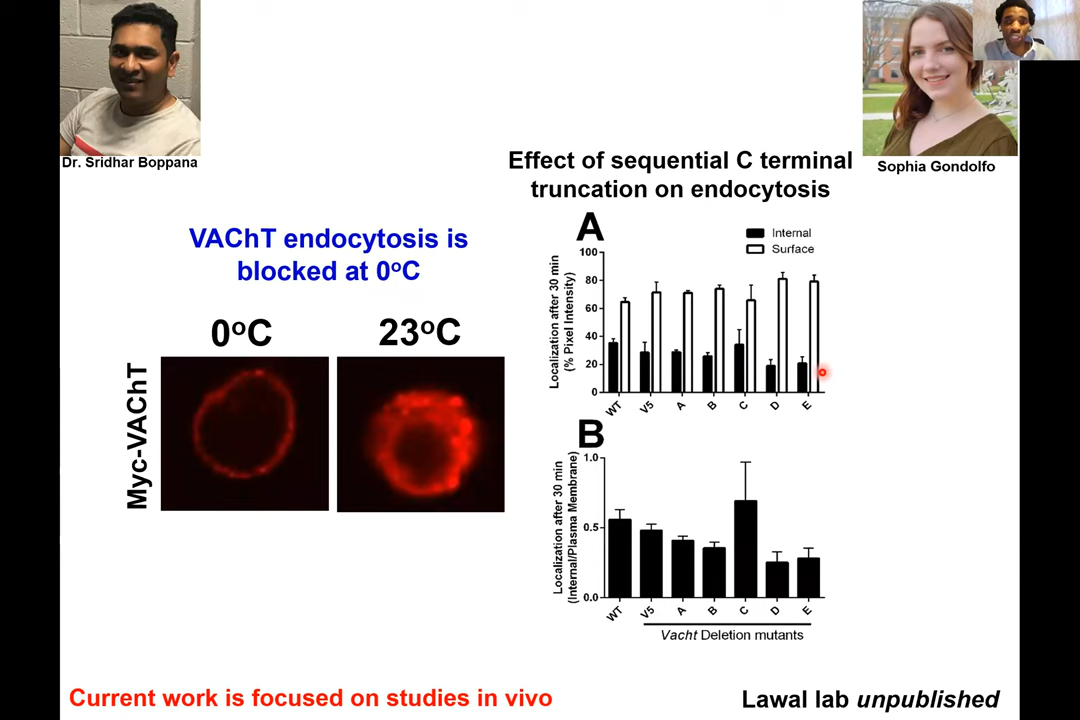 Dr. Sridhar Boppana
Sophia Gondolfo
VAChT endocytosis is
blocked at 0°C
0°C
23°C
Myc-VAChT
Effect of sequential C terminal
truncation on endocytosis
A
Internal
Surface
Localization after 30 min
(% Pixel Intensity)
100
80
60
40
20
0
WT
V5
A
B
C
D
E
B
Localization after 30 min
(Internal/Plasma Membrane)
1.0
0.5
0.0
WT
V5
A
B
C
D
E
Vacht Deletion mutants
Current work is focused on studies in vivo
Lawal lab unpublished